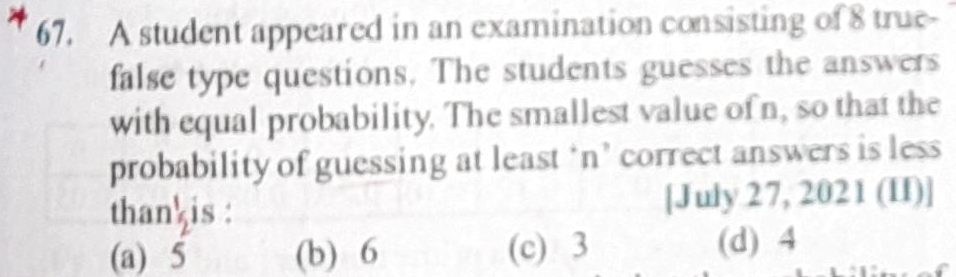 * 67. A student appeared in an examination consisting of 8 true-
false type questions. The students guesses the answers
with equal probability. The smallest value of n, so that the
probability of guessing at least 'n' correct answers is less
than 1/2 is : [July 27, 2021 (II)]
(a) 5 (b) 6 (c) 3 (d) 4